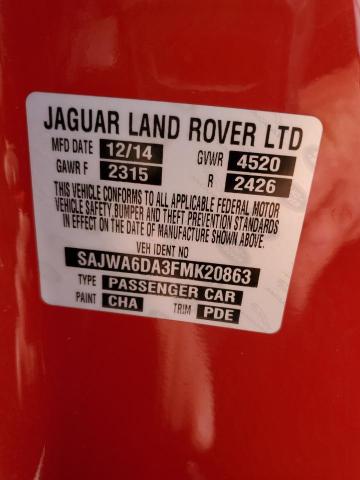 JAGUAR LAND ROVER LTD
MFD DATE 12/14 GVWR 4520
GAWR F 2315 R 2426
THIS VEHICLE CONFORMS TO ALL APPLICABLE FEDERAL MOTOR
VEHICLE SAFETY BUMPER AND THEFT PREVENTION STANDARDS
IN EFFECT ON THE DATE OF MANUFACTURE SHOWN ABOVE.
VEH IDENT NO
SAJWA6DA3FMK20863
TYPE PASSENGER CAR
PAINT CHA TRIM PDE